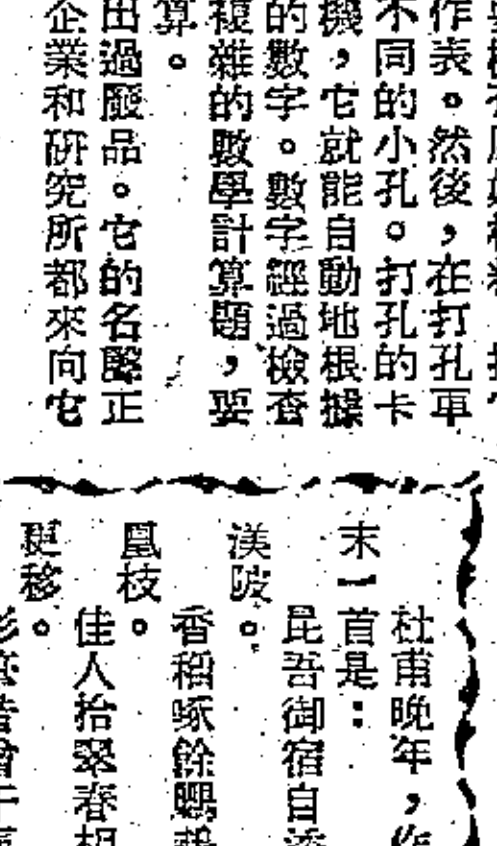 作表。然後,在打孔車
不同的小孔。打孔的卡
機,它就能自動地根據
的數字。數字經過檢查
複雜的數學計算題,要
算。
出過廢品。它的名聲正
企業和研究所都來向它
杜甫晚年,作
末一首是:
昆吾御宿自
渼陂。
香稻啄餘鸚鵡
凰枝。
佳人拾翠春相
更移。